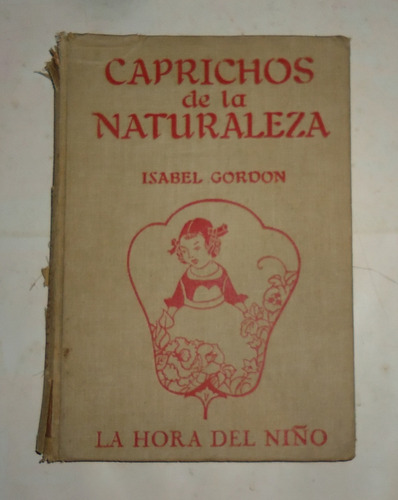 CAPRICHOS
de la
NATURALEZA
ISABEL GORDON
LA HORA DEL NIÑO